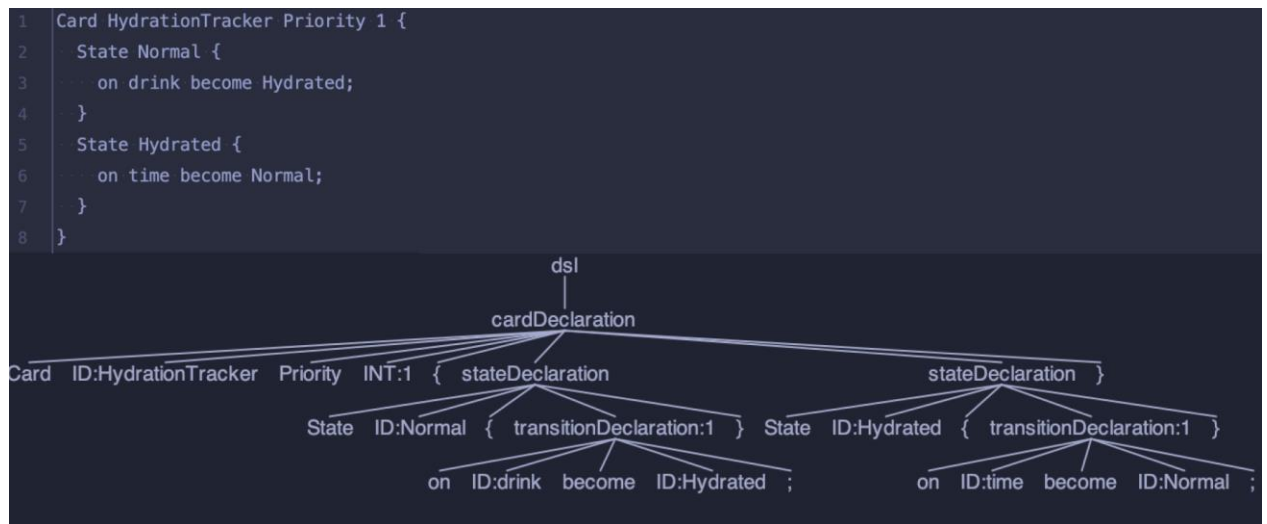 1 Card HydrationTracker Priority 1 {
2 State Normal {
3 on drink become Hydrated;
4 }
5 State Hydrated {
6 on time become Normal;
7 }
8 }
dsl
cardDeclaration
Card ID:HydrationTracker Priority INT:1 { stateDeclaration stateDeclaration }
State ID:Normal { transitionDeclaration:1 } State ID:Hydrated { transitionDeclaration:1 }
on ID:drink become ID:Hydrated ; on ID:time become ID:Normal ;